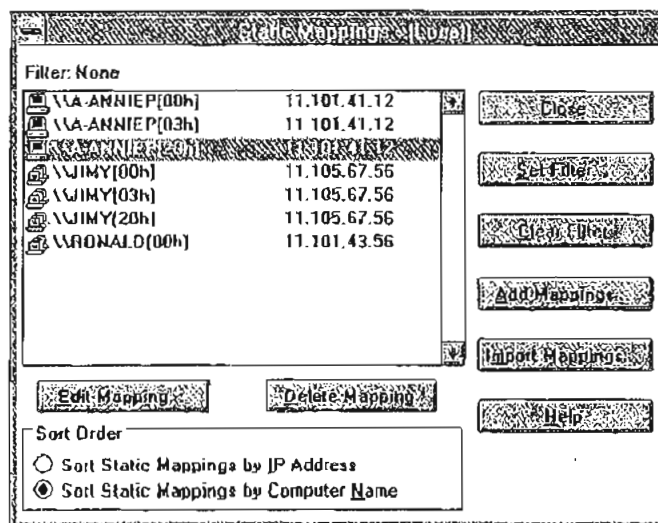 Static Mappings - (Local)
Filter: None
\\A-ANNIEP[00h] 11.101.41.12
\\A-ANNIEP[03h] 11.101.41.12
\\A-ANNIEP[20h] 11.101.41.12
\\JIMY[00h] 11.105.67.56
\\JIMY[03h] 11.105.67.56
\\JIMY[20h] 11.105.67.56
\\RONALD[00h] 11.101.43.56
Close
Set Filter...
Clear Filter
Add Mappings...
Import Mappings...
Help
Edit Mapping...
Delete Mapping
Sort Order
Sort Static Mappings by IP Address
Sort Static Mappings by Computer Name